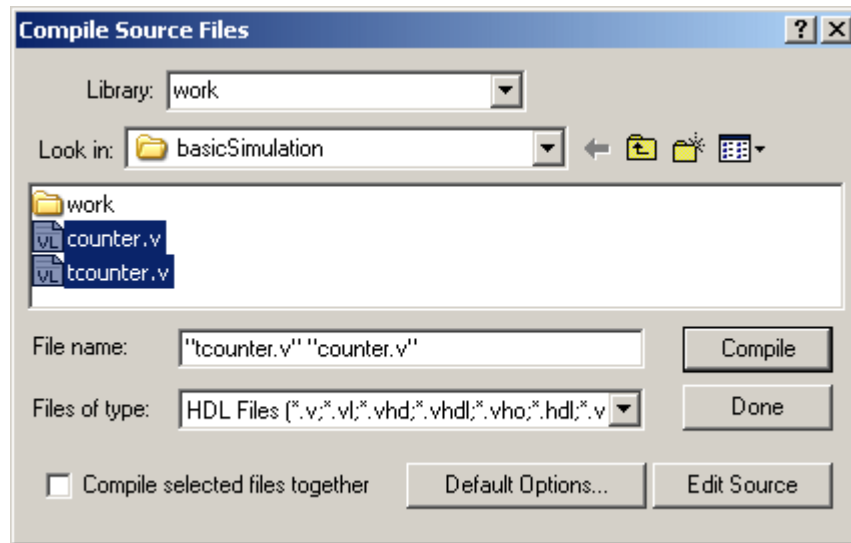 Compile Source Files
Library: work
Look in: basicSimulation
work
counter.v
tcounter.v
File name: "tcounter.v" "counter.v"
Compile
Files of type: HDL Files (*.v;*.vl;*.vhd;*.vhdl;*.vho;*.hdl;*.v
Done
Compile selected files together
Default Options...
Edit Source